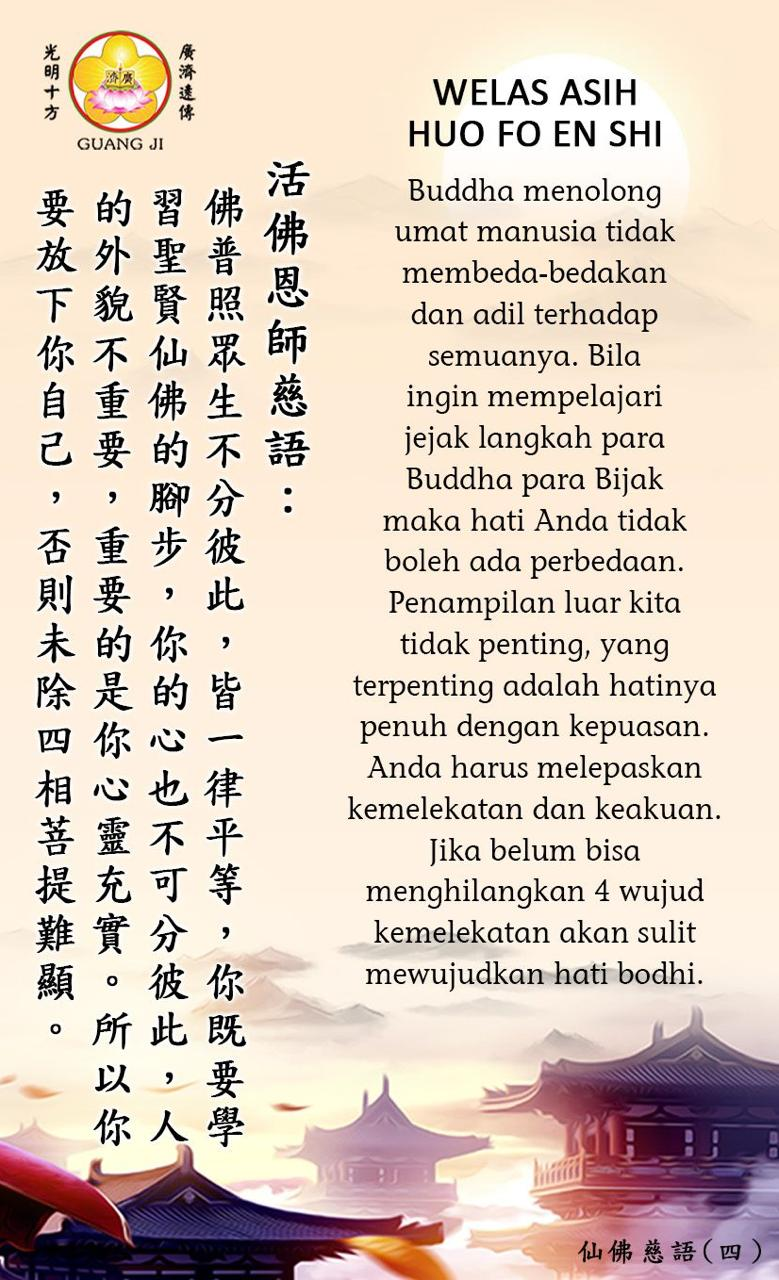 光明十方
廣濟
廣濟遠傳
GUANG JI
活佛恩師慈語：
佛普照眾生不分彼此，皆一律平等，你既要學
習聖賢仙佛的腳步，你的心也不可分彼此，人
的外貌不重要，重要的是你心靈充實。所以你
要放下你自己，否則未除四相菩提難顯。
WELAS ASIH
HUO FO EN SHI
Buddha menolong
umat manusia tidak
membeda-bedakan
dan adil terhadap
semuanya. Bila
ingin mempelajari
jejak langkah para
Buddha para Bijak
maka hati Anda tidak
boleh ada perbedaan.
Penampilan luar kita
tidak penting, yang
terpenting adalah hatinya
penuh dengan kepuasan.
Anda harus melepaskan
kemelekatan dan keakuan.
Jika belum bisa
menghilangkan 4 wujud
kemelekatan akan sulit
mewujudkan hati bodhi.
仙佛慈語(四)